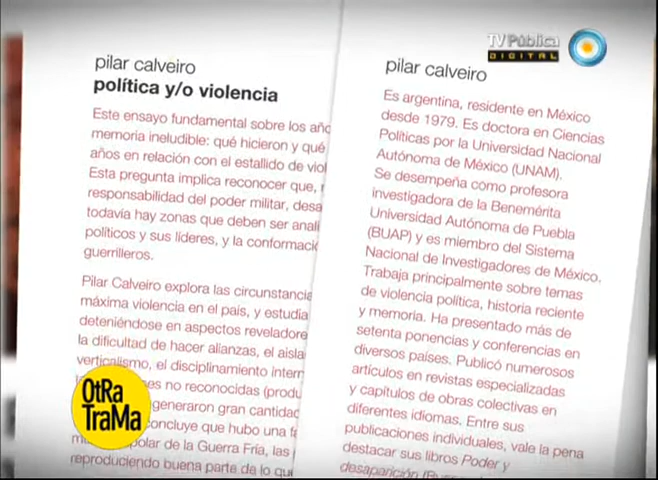 TV Pública
DIGITAL
pilar calveiro
política y/o violencia
Este ensayo fundamental sobre los
memoria ineludible: qué hicieron y qué
años en relación con el estallido de
Esta pregunta implica reconocer que,
responsabilidad del poder militar,
todavía hay zonas que deben ser
políticos y sus líderes, y la
guerrilleros.
Pilar Calveiro explora las
máxima violencia en el país, y estudia
deteniéndose en aspectos
la dificultad de hacer alianzas, el
verticalismo, el disciplinamiento
no reconocidas
generaron gran
concluye que hubo una
de la Guerra Fría, las
reproduciendo buena parte de lo
pilar calveiro
Es argentina, residente en México
desde 1979. Es doctora en Ciencias
Políticas por la Universidad Nacional
Autónoma de México (UNAM).
Se desempeña como profesora
investigadora de la Benemérita
Universidad Autónoma de Puebla
(BUAP) y es miembro del Sistema
Nacional de Investigadores de México.
Trabaja principalmente sobre temas
de violencia política, historia reciente
y memoria. Ha presentado más de
setenta ponencias y conferencias en
diversos países. Publicó numerosos
artículos en revistas especializadas
y capítulos de obras colectivas en
diferentes idiomas. Entre sus
publicaciones individuales, vale la pena
destacar sus libros Poder y
desaparición
OtRa
TraMa